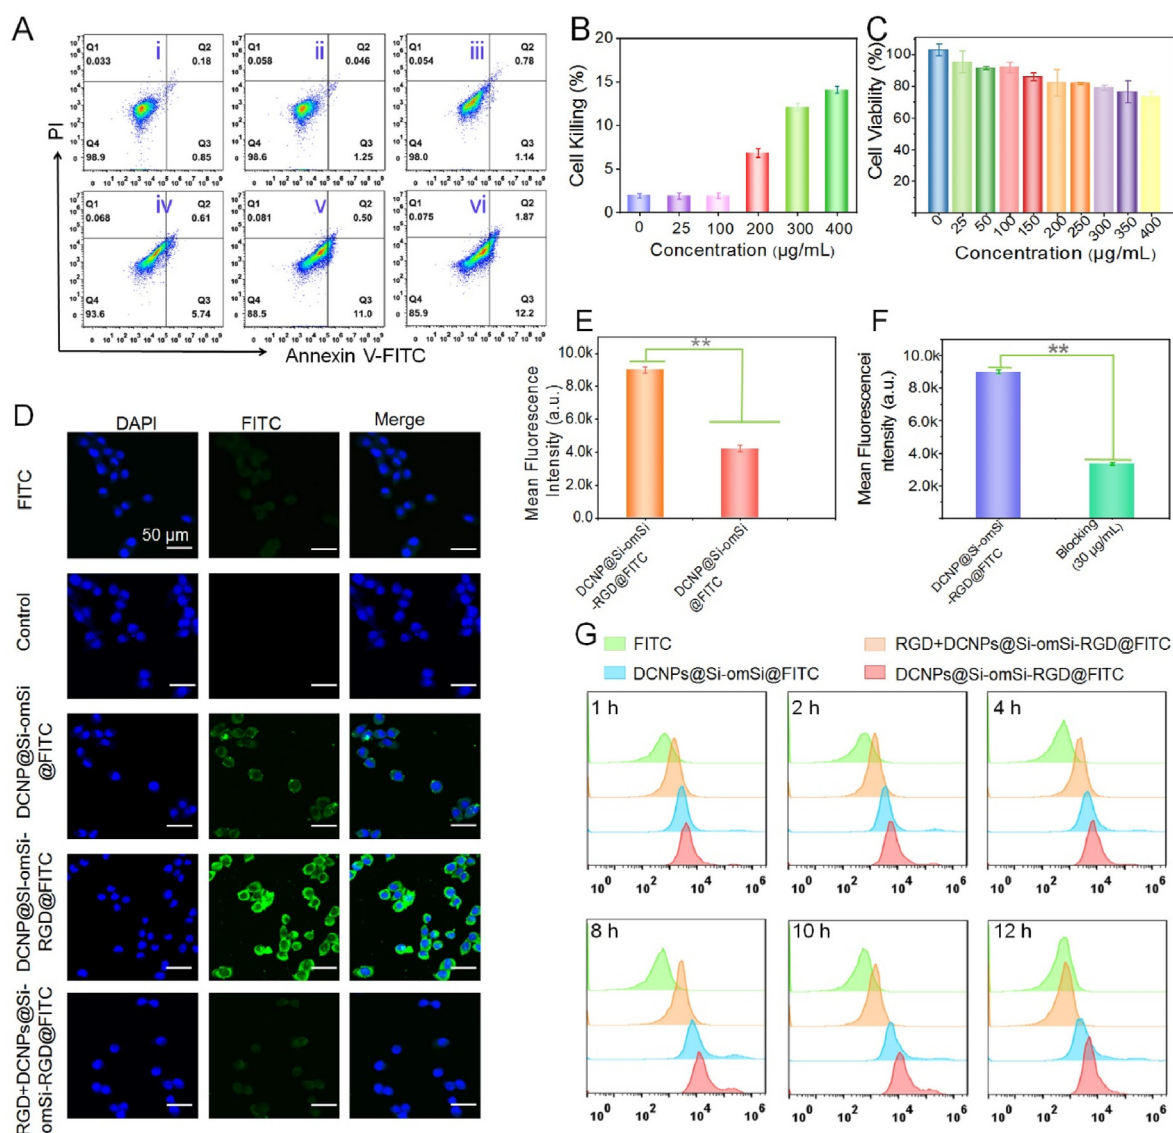 A
PI
Q1 0.033 Q2 0.18
i
Q4 98.9 Q3 0.85
Q1 0.058 Q2 0.046
ii
Q4 98.6 Q3 1.25
Q1 0.054 Q2 0.78
iii
Q4 98.0 Q3 1.14
Q1 0.068 Q2 0.61
iv
Q4 93.6 Q3 5.74
Q1 0.081 Q2 0.50
v
Q4 88.5 Q3 11.0
Q1 0.075 Q2 1.87
vi
Q4 85.9 Q3 12.2
Annexin V-FITC
B
Cell Killing (%)
20
15
10
5
0
0 25 100 200 300 400
Concentration (µg/mL)
C
Cell Viability (%)
100
80
60
40
20
0 25 50 100 150 200 250 300 350 400
Concentration (µg/mL)
D
DAPI FITC Merge
FITC
50 µm
Control
DCNP@Si-omSi
@FITC
DCNP@Si-omSi-
RGD@FITC
RGD+DCNPs@Si-
omSi-RGD@FITC
E
Mean Fluorescence
Intensity (a.u.)
10.0k
8.0k
6.0k
4.0k
2.0k
0.0
**
DCNP@Si-omSi
-RGD@FITC
DCNP@Si-omSi
@FITC
F
Mean Fluorescencei
ntensity (a.u.)
10.0k
8.0k
6.0k
4.0k
2.0k
**
DCNP@Si-omSi
-RGD@FITC
Blocking
(30 µg/mL)
G
FITC RGD+DCNPs@Si-omSi-RGD@FITC
DCNPs@Si-omSi@FITC DCNPs@Si-omSi-RGD@FITC
1 h 2 h 4 h
10⁰ 10² 10⁴ 10⁶ 10⁰ 10² 10⁴ 10⁶ 10⁰ 10² 10⁴ 10⁶
8 h 10 h 12 h
10⁰ 10² 10⁴ 10⁶ 10⁰ 10² 10⁴ 10⁶ 10⁰ 10² 10⁴ 10⁶